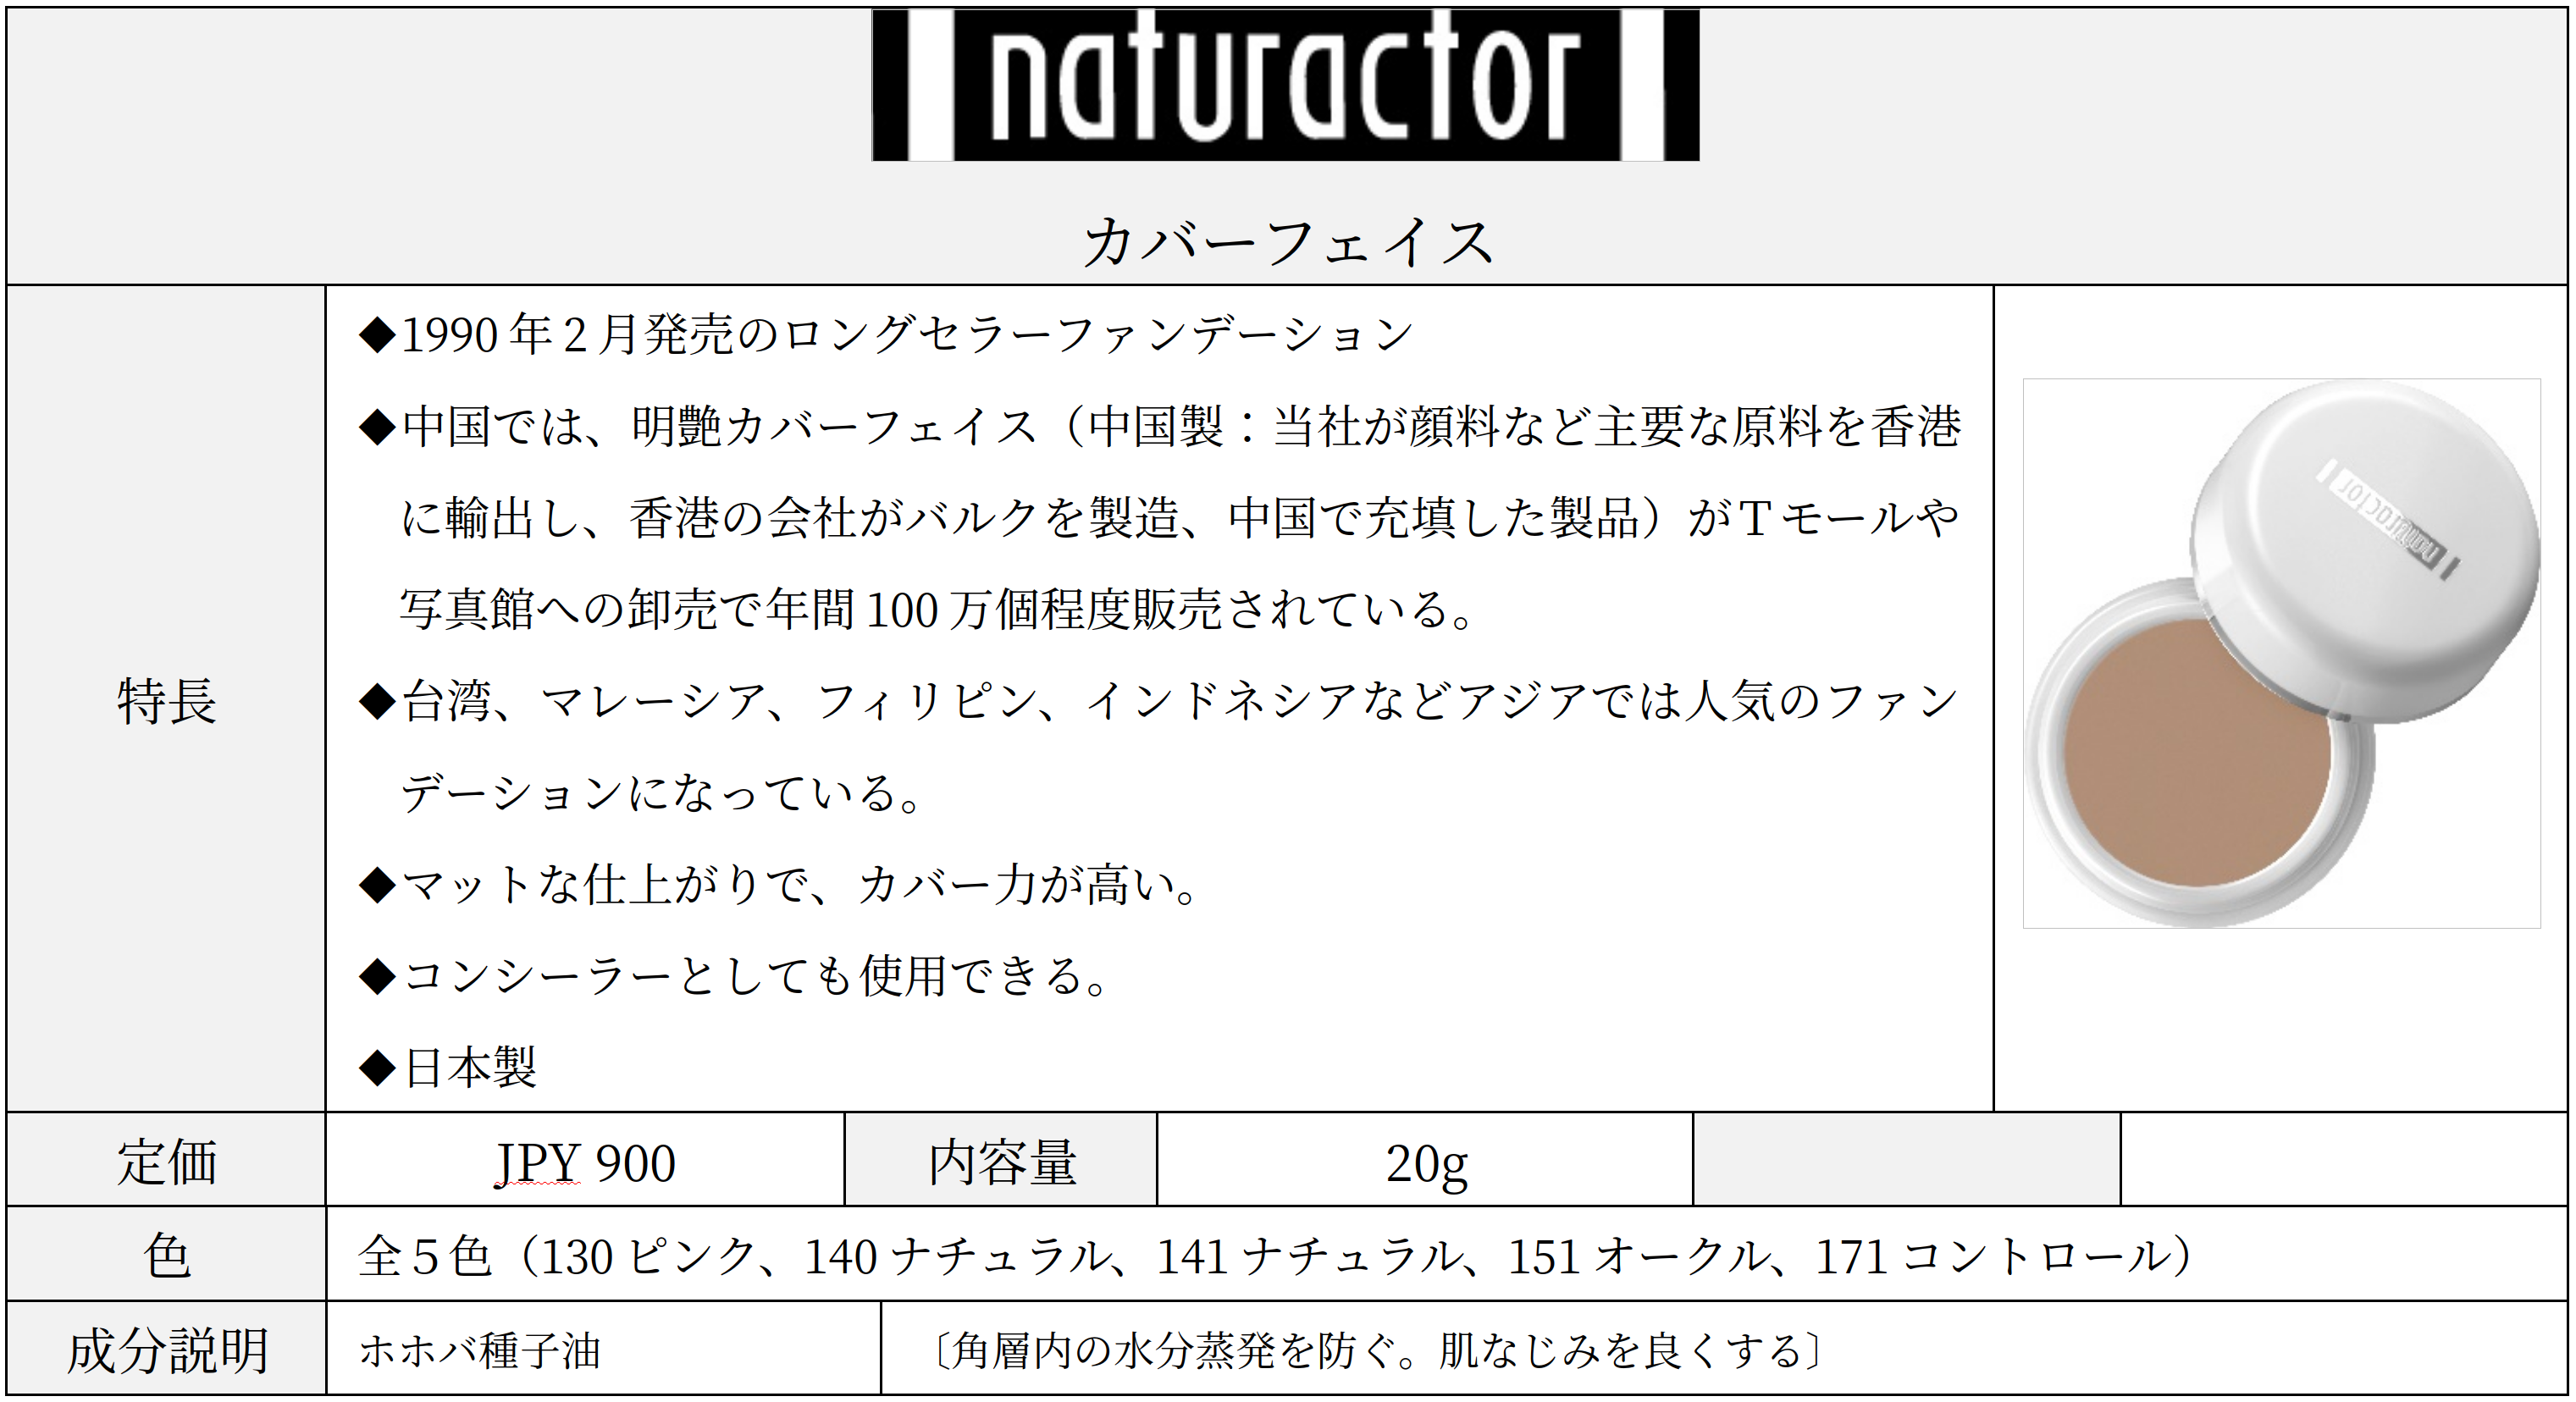 naturactor
カバーフェイス
特長
◆1990年2月発売のロングセラーファンデーション
◆中国では、明艶カバーフェイス（中国製：当社が顔料など主要な原料を香港
に輸出し、香港の会社がバルクを製造、中国で充填した製品）がTモールや
写真館への卸売で年間100万個程度販売されている。
◆台湾、マレーシア、フィリピン、インドネシアなどアジアでは人気のファン
デーションになっている。
◆マットな仕上がりで、カバー力が高い。
◆コンシーラーとしても使用できる。
◆日本製
naturactor
定価 JPY 900 内容量 20g
色 全５色（130ピンク、140ナチュラル、141ナチュラル、151オークル、171コントロール）
成分説明 ホホバ種子油 〔角層内の水分蒸発を防ぐ。肌なじみを良くする〕